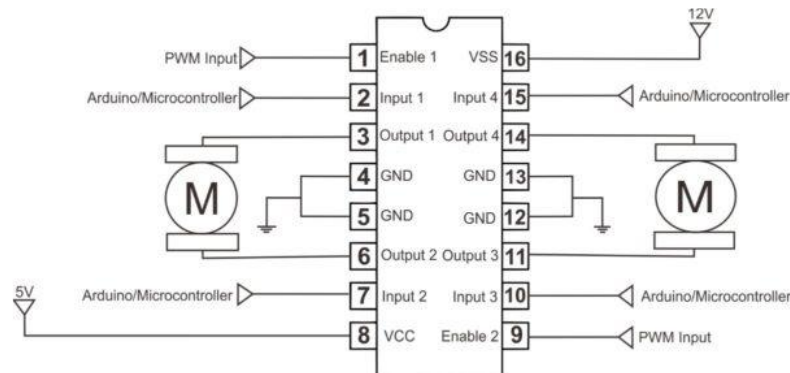 12V
PWM Input 1 Enable 1 VSS 16
Arduino/Microcontroller 2 Input 1 Input 4 15 Arduino/Microcontroller
3 Output 1 Output 4 14
4 GND GND 13
M M
5 GND GND 12
6 Output 2 Output 3 11
5V Arduino/Microcontroller 7 Input 2 Input 3 10 Arduino/Microcontroller
8 VCC Enable 2 9 PWM Input